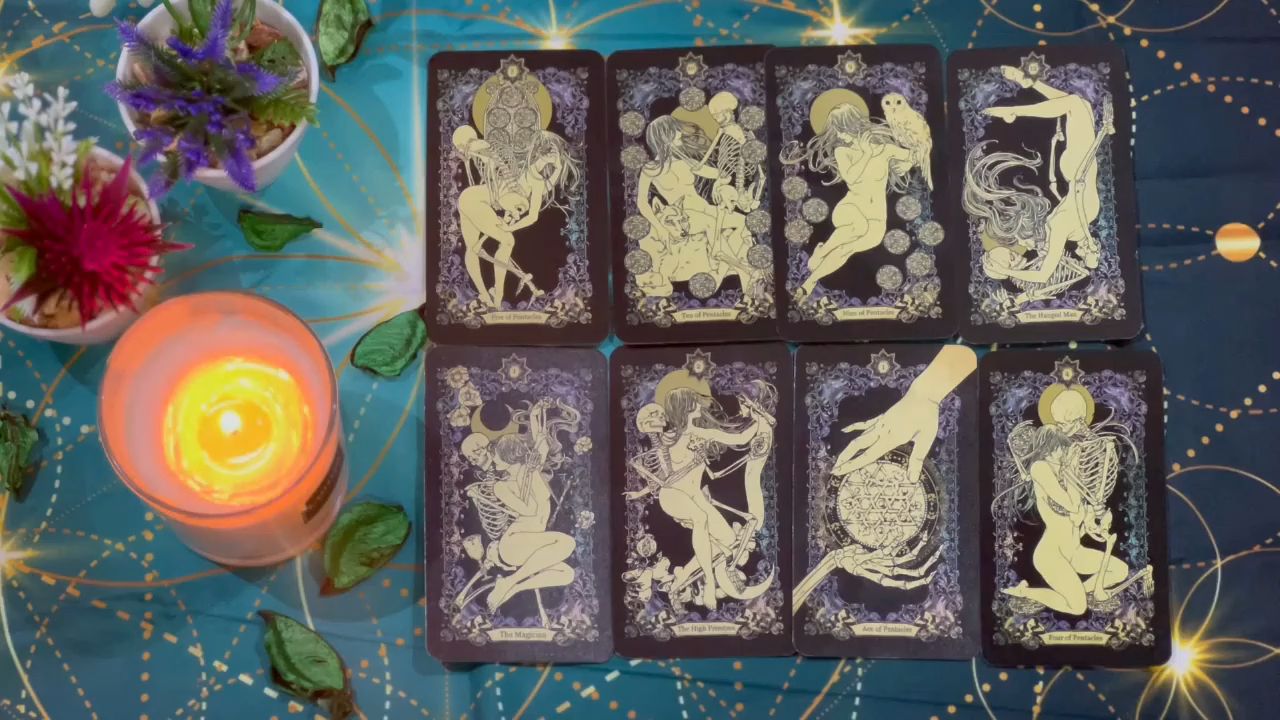 Five of Pentacles
Ten of Pentacles
Nine of Pentacles
The Hanged Man
The Magician
The High Priestess
Ace of Pentacles
Four of Pentacles